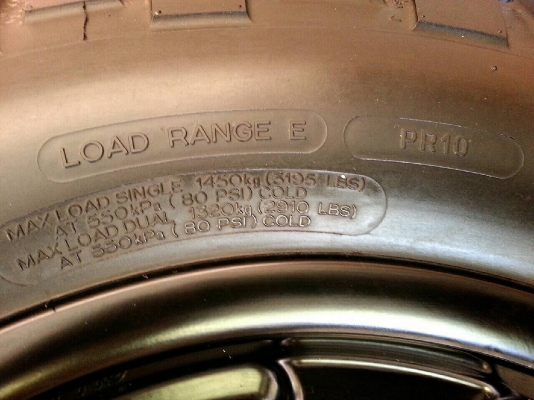 LOAD RANGE E
PR10
MAX LOAD SINGLE 1450kg (3195 LBS)
AT 550kPa ( 80 PSI) COLD
MAX LOAD DUAL 1320kg (2910 LBS)
AT 550kPa ( 80 PSI) COLD